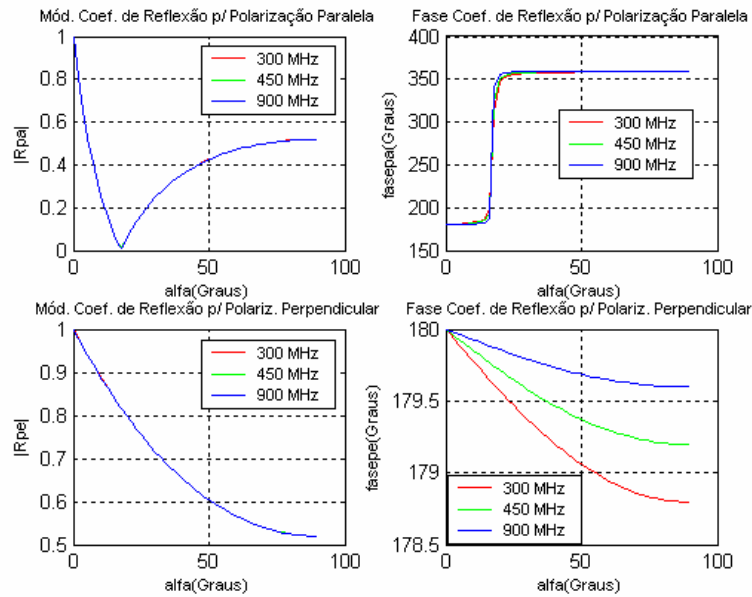 Mód. Coef. de Reflexão p/ Polarização Paralela
1
0.8
0.6
0.4
0.2
0
|Rpa|
300 MHz
450 MHz
900 MHz
0
50
100
alfa(Graus)
Fase Coef. de Reflexão p/ Polarização Paralela
400
350
300
250
200
150
fasepa(Graus)
300 MHz
450 MHz
900 MHz
0
50
100
alfa(Graus)
Mód. Coef. de Reflexão p/ Polariz. Perpendicular
1
0.9
0.8
0.7
0.6
0.5
|Rpe|
300 MHz
450 MHz
900 MHz
0
50
100
alfa(Graus)
Fase Coef. de Reflexão p/ Polariz. Perpendicular
180
179.5
179
178.5
fasepe(Graus)
300 MHz
450 MHz
900 MHz
0
50
100
alfa(Graus)